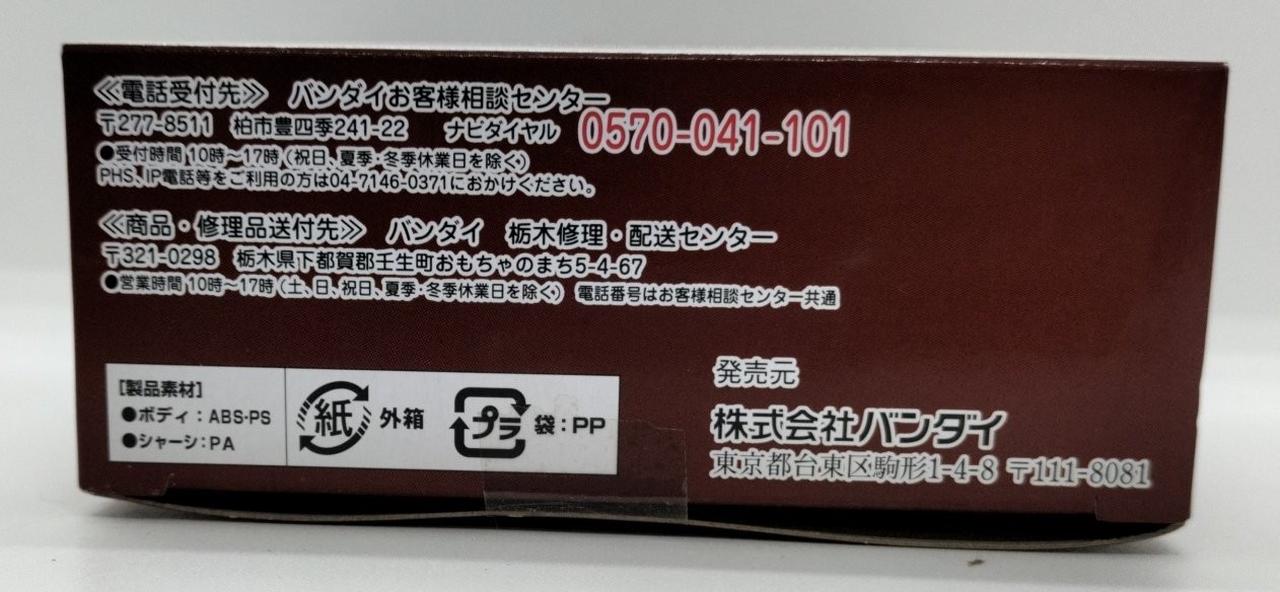 ≪電話受付先≫ バンダイお客様相談センター
〒277-8511 柏市豊四季241-22 ナビダイヤル 0570-041-101
●受付時間 10時〜17時（祝日、夏季・冬季休業日を除く）
PHS、IP電話等をご利用の方は04-7146-0371におかけください。
≪商品・修理品送付先≫ バンダイ 栃木修理・配送センター
〒321-0298 栃木県下都賀郡壬生町おもちゃのまち5-4-67
●営業時間 10時〜17時（土、日、祝日、夏季・冬季休業日を除く） 電話番号はお客様相談センター共通
[製品素材]
●ボディ：ABS・PS
●シャーシ：PA
紙 外箱
プラ 袋：PP
発売元
株式会社バンダイ
東京都台東区駒形1-4-8 〒111-8081